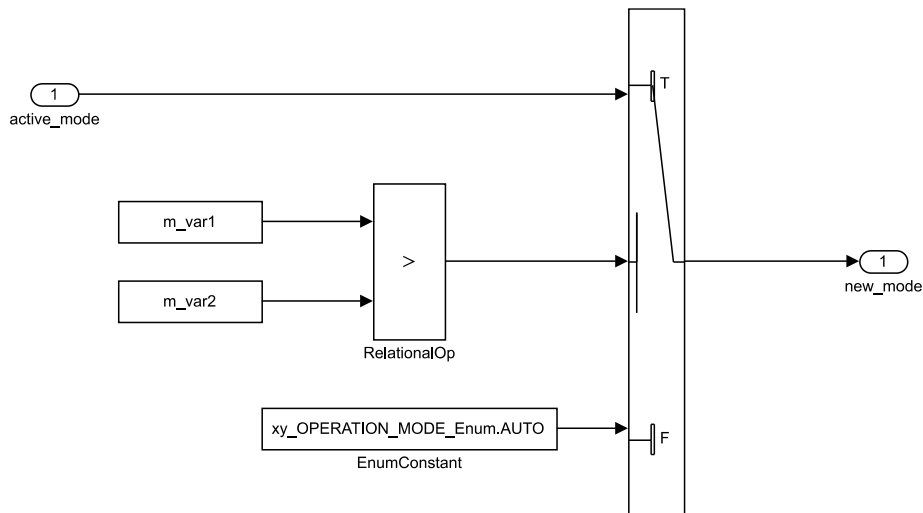 T
1
active_mode
m_var1
>
1
m_var2
new_mode
RelationalOp
xy_OPERATION_MODE_Enum.AUTO
F
EnumConstant